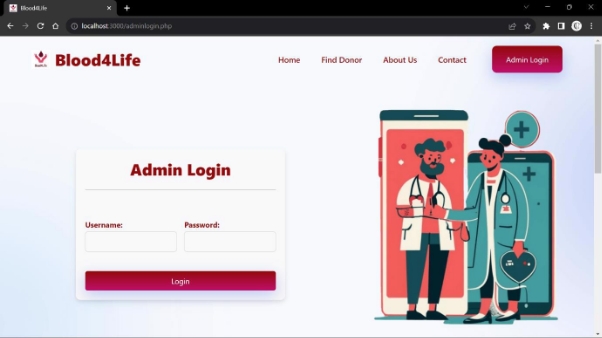 Blood4Life
localhost:3000/adminlogin.php
Blood4Life
Home
Find Donor
About Us
Contact
Admin Login
Admin Login
Username:
Password:
Login